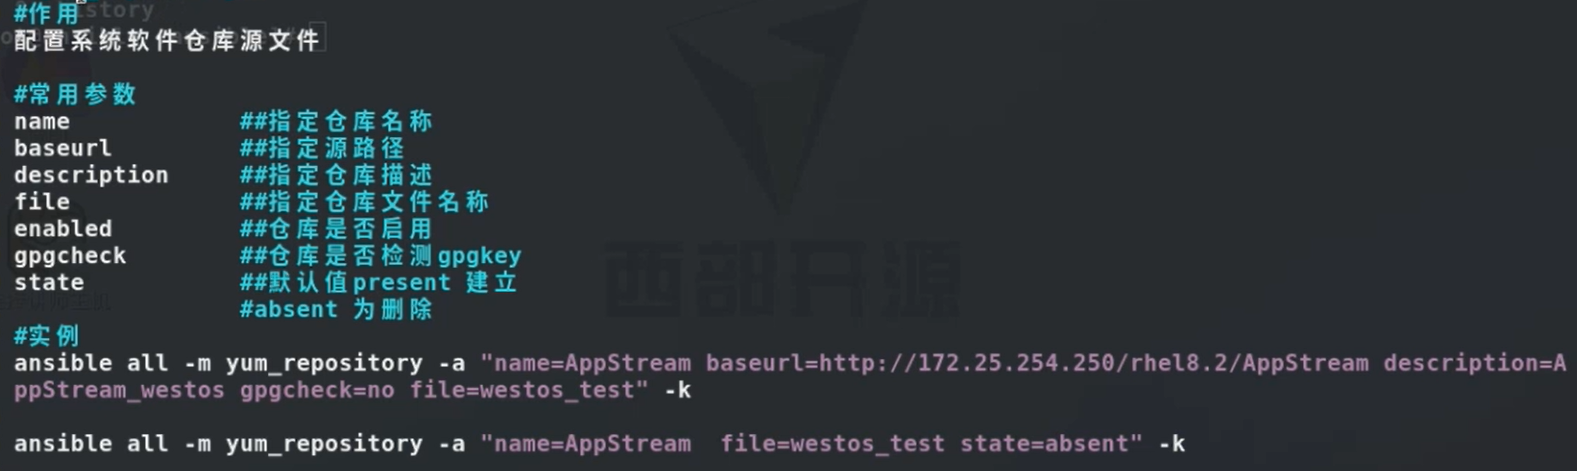 #作用
配置系统软件仓库源文件
#常用参数
name ##指定仓库名称
baseurl ##指定源路径
description ##指定仓库描述
file ##指定仓库文件名称
enabled ##仓库是否启用
gpgcheck ##仓库是否检测gpgkey
state ##默认值present 建立
#absent 为删除
#实例
ansible all -m yum_repository -a "name=AppStream baseurl=http://172.25.254.250/rhel8.2/AppStream description=A
ppStream_westos gpgcheck=no file=westos_test" -k
ansible all -m yum_repository -a "name=AppStream  file=westos_test state=absent" -k
西部开源